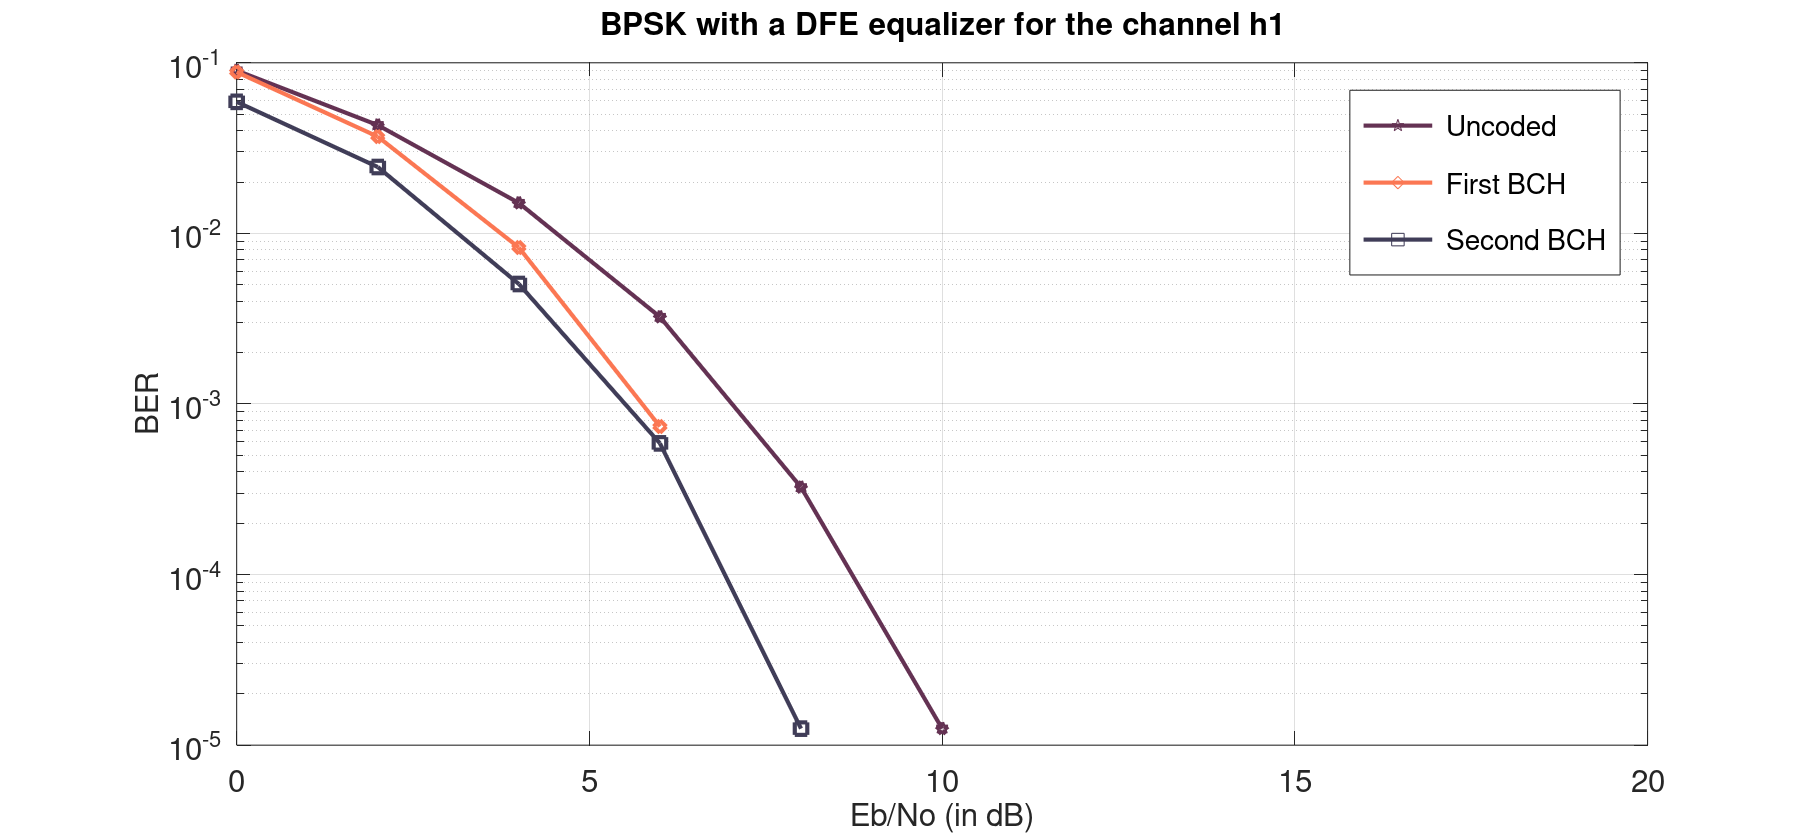 BPSK with a DFE equalizer for the channel h1
10-1
10-2
10-3
10-4
10-5
BER
0 5 10 15 20
Eb/No (in dB)
Uncoded
First BCH
Second BCH